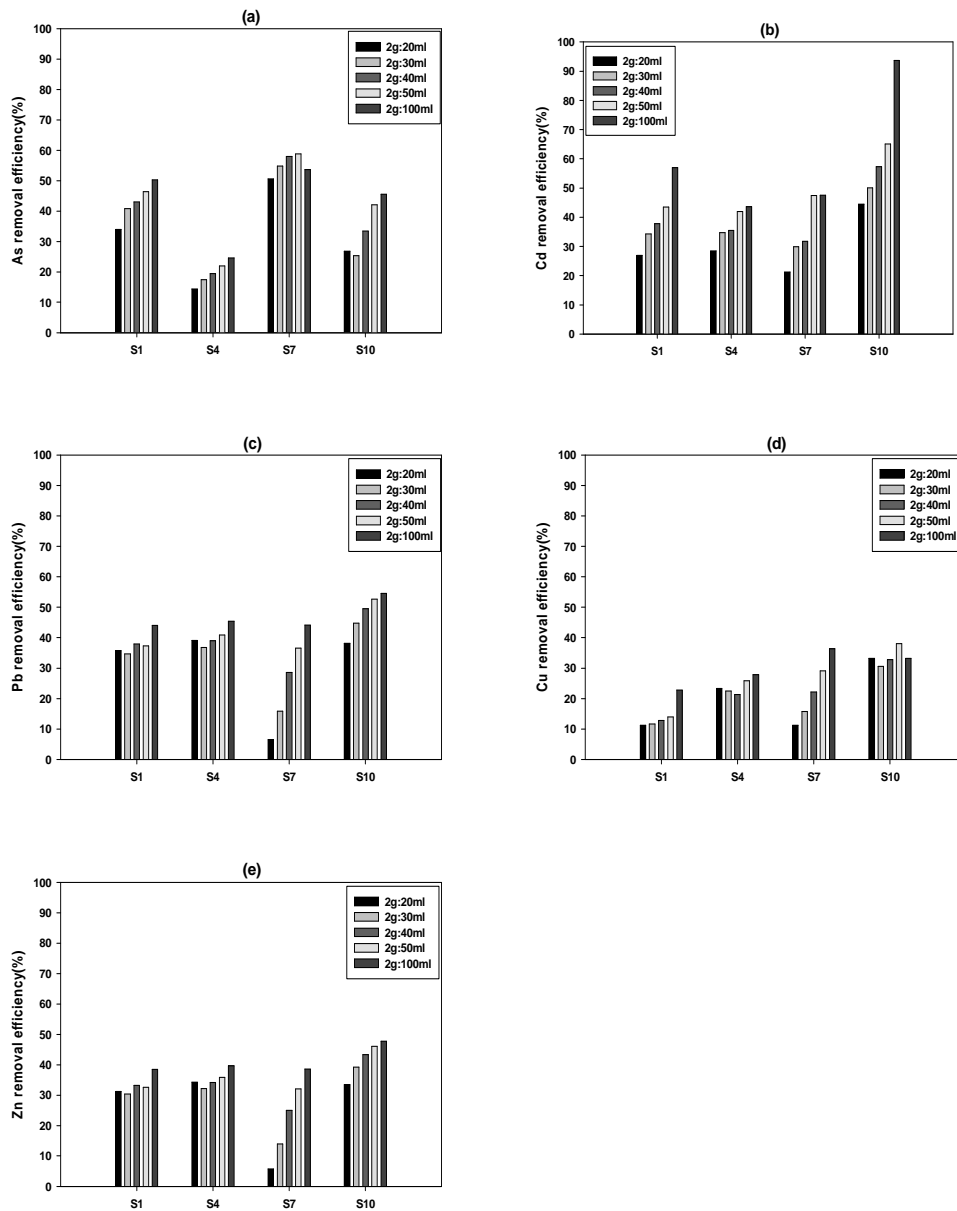 (a)
As removal efficiency(%)
100
90
80
70
60
50
40
30
20
10
0
2g:20ml
2g:30ml
2g:40ml
2g:50ml
2g:100ml
S1 S4 S7 S10
(b)
Cd removal efficiency(%)
100
90
80
70
60
50
40
30
20
10
0
2g:20ml
2g:30ml
2g:40ml
2g:50ml
2g:100ml
S1 S4 S7 S10
(c)
Pb removal efficiency(%)
100
90
80
70
60
50
40
30
20
10
0
2g:20ml
2g:30ml
2g:40ml
2g:50ml
2g:100ml
S1 S4 S7 S10
(d)
Cu removal efficiency(%)
100
90
80
70
60
50
40
30
20
10
0
2g:20ml
2g:30ml
2g:40ml
2g:50ml
2g:100ml
S1 S4 S7 S10
(e)
Zn removal efficiency(%)
100
90
80
70
60
50
40
30
20
10
0
2g:20ml
2g:30ml
2g:40ml
2g:50ml
2g:100ml
S1 S4 S7 S10